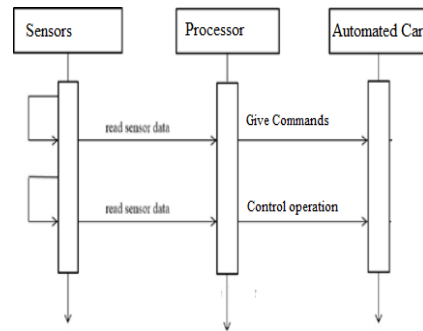 Sensors
Processor
Automated Car
read sensor data
Give Commands
read sensor data
Control operation